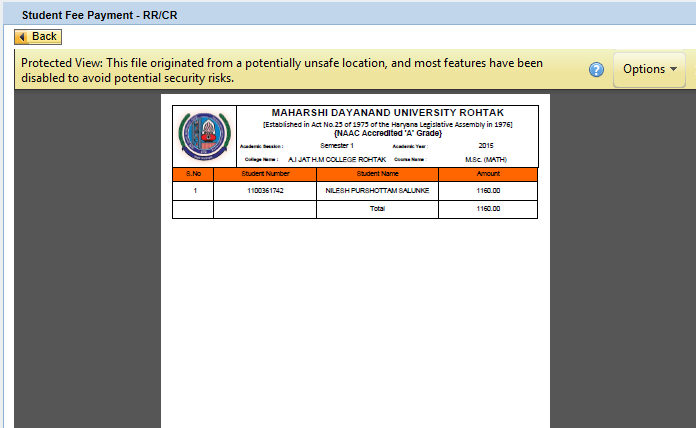 Student Fee Payment - RR/CR
Back
Protected View: This file originated from a potentially unsafe location, and most features have been
disabled to avoid potential security risks.
Options
MAHARSHI DAYANAND UNIVERSITY ROHTAK
[Established in Act No.25 of 1975 of the Haryana Legislative Assembly in 1976]
{NAAC Accredited 'A' Grade}
Academic Session : Semester 1 Academic Year : 2015
College Name : A.I JAT H.M COLLEGE ROHTAK Course Name : M.Sc. (MATH)
S.No Student Number Student Name Amount
1 1100361742 NILESH PURSHOTTAM SALUNKE 1160.00
Total 1160.00